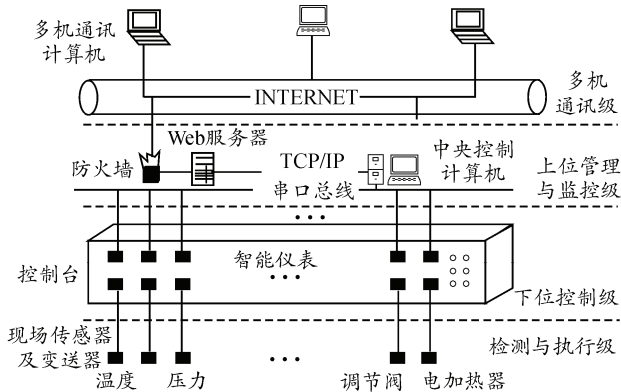 多机通讯
计算机
INTERNET
多机
通讯级
Web服务器
防火墙
TCP/IP
中央控制
计算机
上位管理
与监控级
串口总线
...
控制台
智能仪表
...
下位控制级
现场传感器
及变送器
检测与执行级
温度
压力
...
调节阀
电加热器